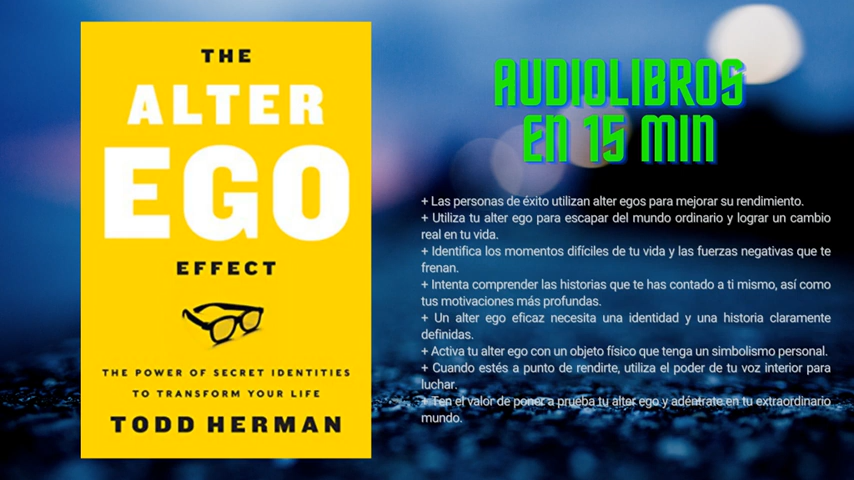 THE
ALTER
EGO
EFFECT
THE POWER OF SECRET IDENTITIES
TO TRANSFORM YOUR LIFE
TODD HERMAN
AUDIOLIBROS
EN 15 MIN
+ Las personas de éxito utilizan alter egos para mejorar su rendimiento.
+ Utiliza tu alter ego para escapar del mundo ordinario y lograr un cambio
real en tu vida.
+ Identifica los momentos difíciles de tu vida y las fuerzas negativas que te
frenan.
+ Intenta comprender las historias que te has contado a ti mismo, así como
tus motivaciones más profundas.
+ Un alter ego eficaz necesita una identidad y una historia claramente
definidas.
+ Activa tu alter ego con un objeto físico que tenga un simbolismo personal.
+ Cuando estés a punto de rendirte, utiliza el poder de tu voz interior para
luchar.
+ Ten el valor de poner a prueba tu alter ego y adéntrate en tu extraordinario
mundo.